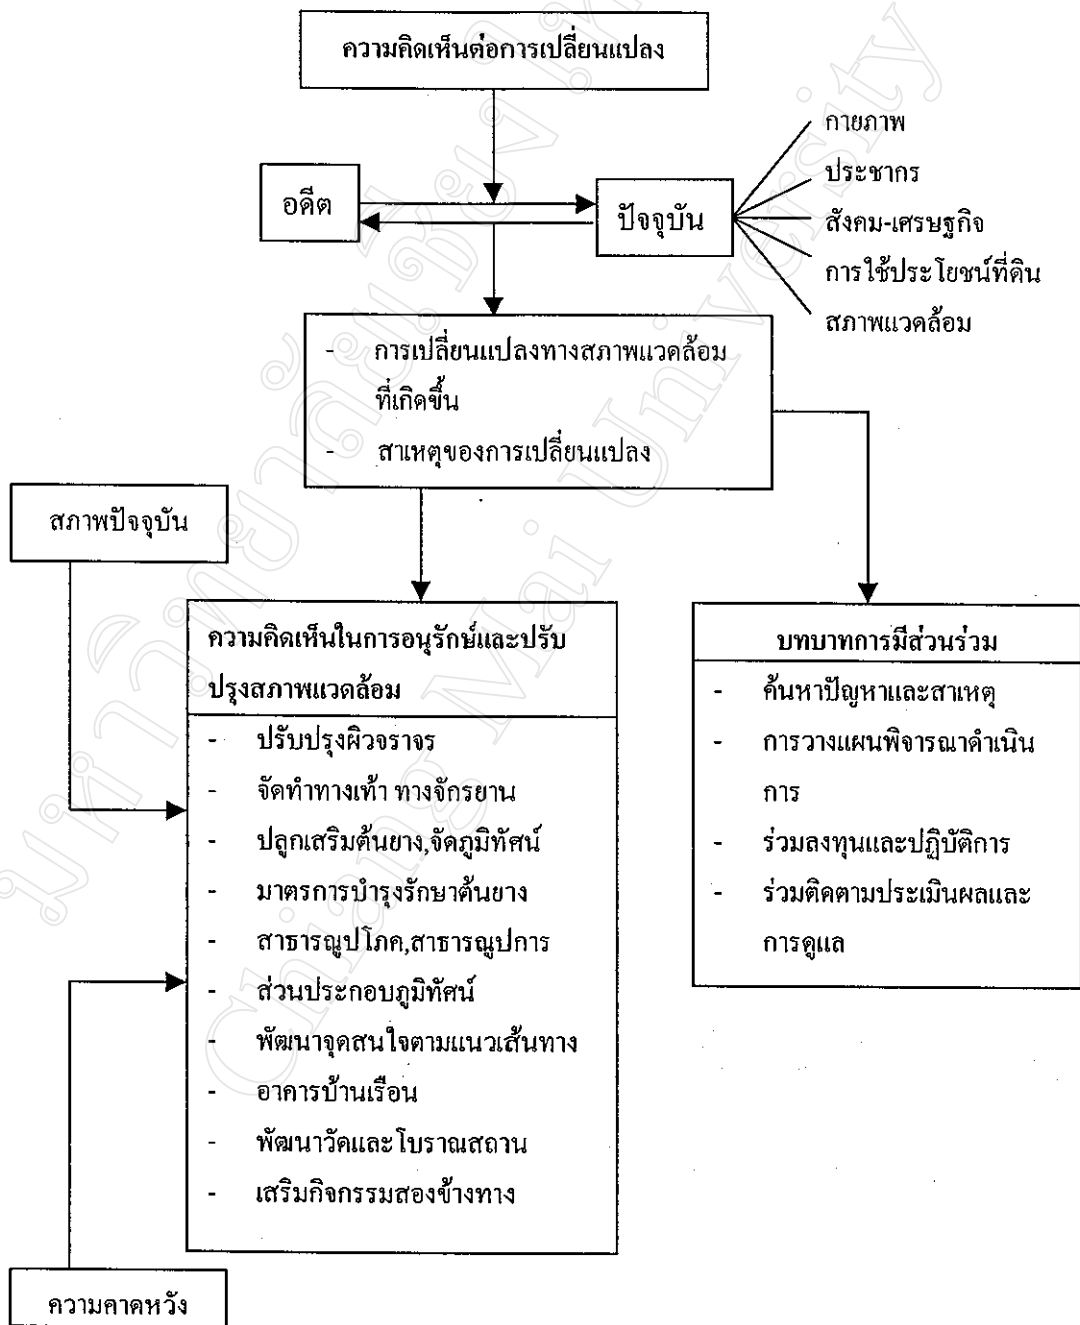 ความคิดเห็นต่อการเปลี่ยนแปลง
อดีต
ปัจจุบัน
กายภาพ
ประชากร
สังคม-เศรษฐกิจ
การใช้ประโยชน์ที่ดิน
สภาพแวดล้อม
- การเปลี่ยนแปลงทางสภาพแวดล้อม
ที่เกิดขึ้น
- สาเหตุของการเปลี่ยนแปลง
สภาพปัจจุบัน
ความคิดเห็นในการอนุรักษ์และปรับ
ปรุงสภาพแวดล้อม
- ปรับปรุงผิวจราจร
- จัดทำทางเท้า ทางจักรยาน
- ปลูกเสริมต้นยาง,จัดภูมิทัศน์
- มาตรการบำรุงรักษาต้นยาง
- สาธารณูปโภค,สาธารณูปการ
- ส่วนประกอบภูมิทัศน์
- พัฒนาจุดสนใจตามแนวเส้นทาง
- อาคารบ้านเรือน
- พัฒนาวัดและโบราณสถาน
- เสริมกิจกรรมสองข้างทาง
บทบาทการมีส่วนร่วม
- ค้นหาปัญหาและสาเหตุ
- การวางแผนพิจารณาดำเนิน
การ
- ร่วมลงทุนและปฏิบัติการ
- ร่วมติดตามประเมินผลและ
การดูแล
ความคาดหวัง
มหาวิทยาลัยเชียงใหม่
Chiang Mai University